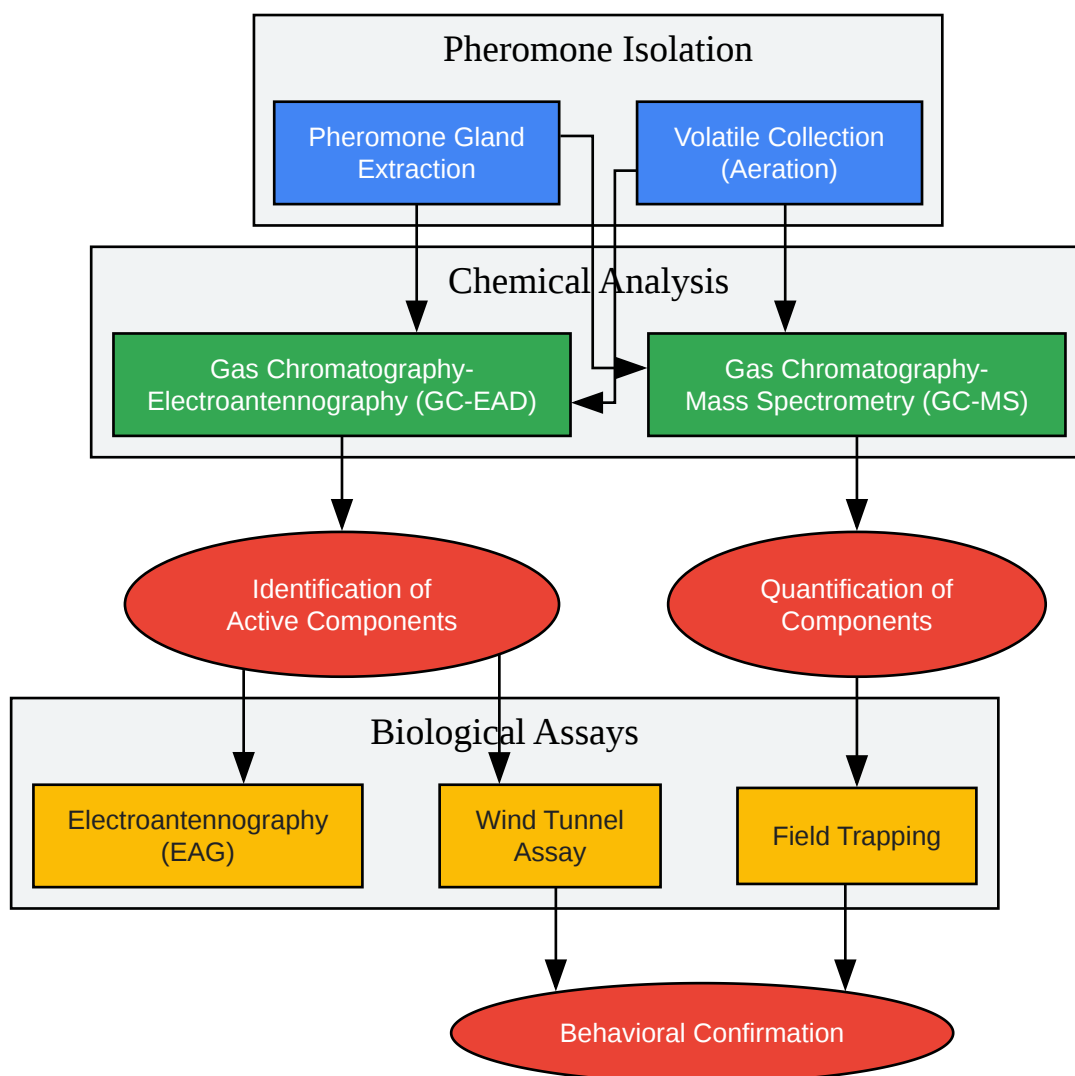 Pheromone Isolation
Pheromone Gland
Extraction
Volatile Collection
(Aeration)
Chemical Analysis
Gas Chromatography-
Electroantennography (GC-EAD)
Gas Chromatography-
Mass Spectrometry (GC-MS)
Identification of
Active Components
Quantification of
Components
Biological Assays
Electroantennography
(EAG)
Wind Tunnel
Assay
Field Trapping
Behavioral Confirmation